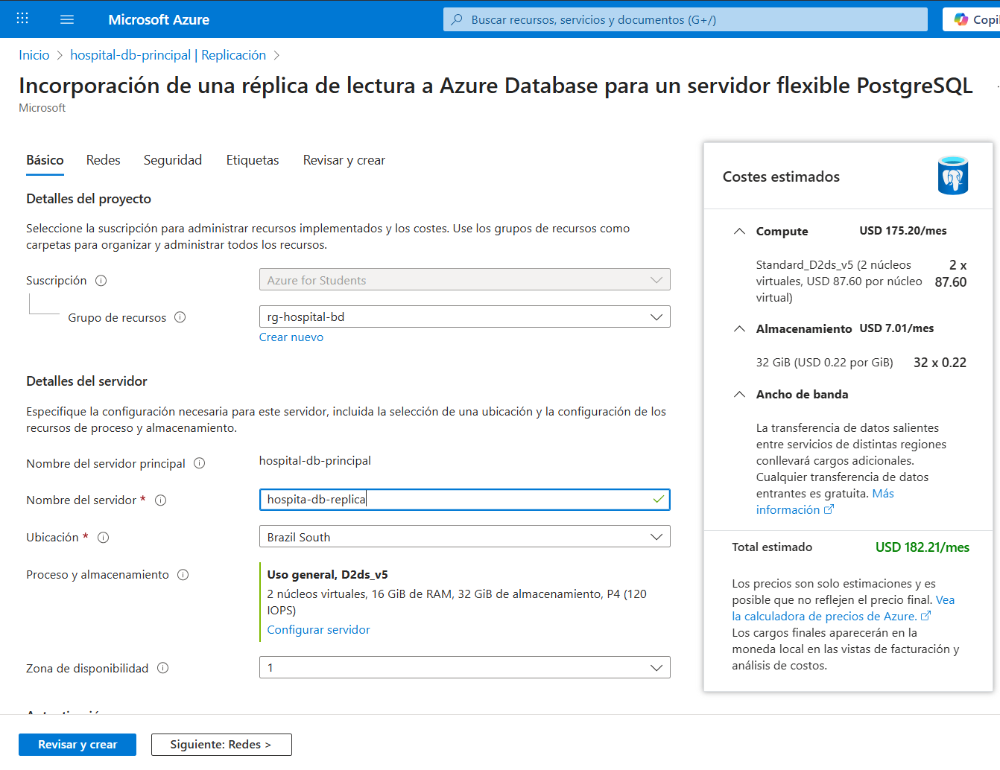 Microsoft Azure
Buscar recursos, servicios y documentos (G+/)
Copi
Inicio > hospital-db-principal | Replicación >
Incorporación de una réplica de lectura a Azure Database para un servidor flexible PostgreSQL
Microsoft
Básico
Redes
Seguridad
Etiquetas
Revisar y crear
Detalles del proyecto
Seleccione la suscripción para administrar recursos implementados y los costes. Use los grupos de recursos como
carpetas para organizar y administrar todos los recursos.
Suscripción
Azure for Students
Grupo de recursos
rg-hospital-bd
Crear nuevo
Detalles del servidor
Especifique la configuración necesaria para este servidor, incluida la selección de una ubicación y la configuración de los
recursos de proceso y almacenamiento.
Nombre del servidor principal
hospital-db-principal
Nombre del servidor *
hospita-db-replica
Ubicación *
Brazil South
Proceso y almacenamiento
Uso general, D2ds_v5
2 núcleos virtuales, 16 GiB de RAM, 32 GiB de almacenamiento, P4 (120
IOPS)
Configurar servidor
Zona de disponibilidad
1
Revisar y crear
Siguiente: Redes >
Costes estimados
Compute USD 175.20/mes
Standard_D2ds_v5 (2 núcleos 2 x
virtuales, USD 87.60 por núcleo 87.60
virtual)
Almacenamiento USD 7.01/mes
32 GiB (USD 0.22 por GiB) 32 x 0.22
Ancho de banda
La transferencia de datos salientes
entre servicios de distintas regiones
conllevará cargos adicionales.
Cualquier transferencia de datos
entrantes es gratuita. Más
información
Total estimado USD 182.21/mes
Los precios son solo estimaciones y es
posible que no reflejen el precio final. Vea
la calculadora de precios de Azure.
Los cargos finales aparecerán en la
moneda local en las vistas de facturación y
análisis de costos.